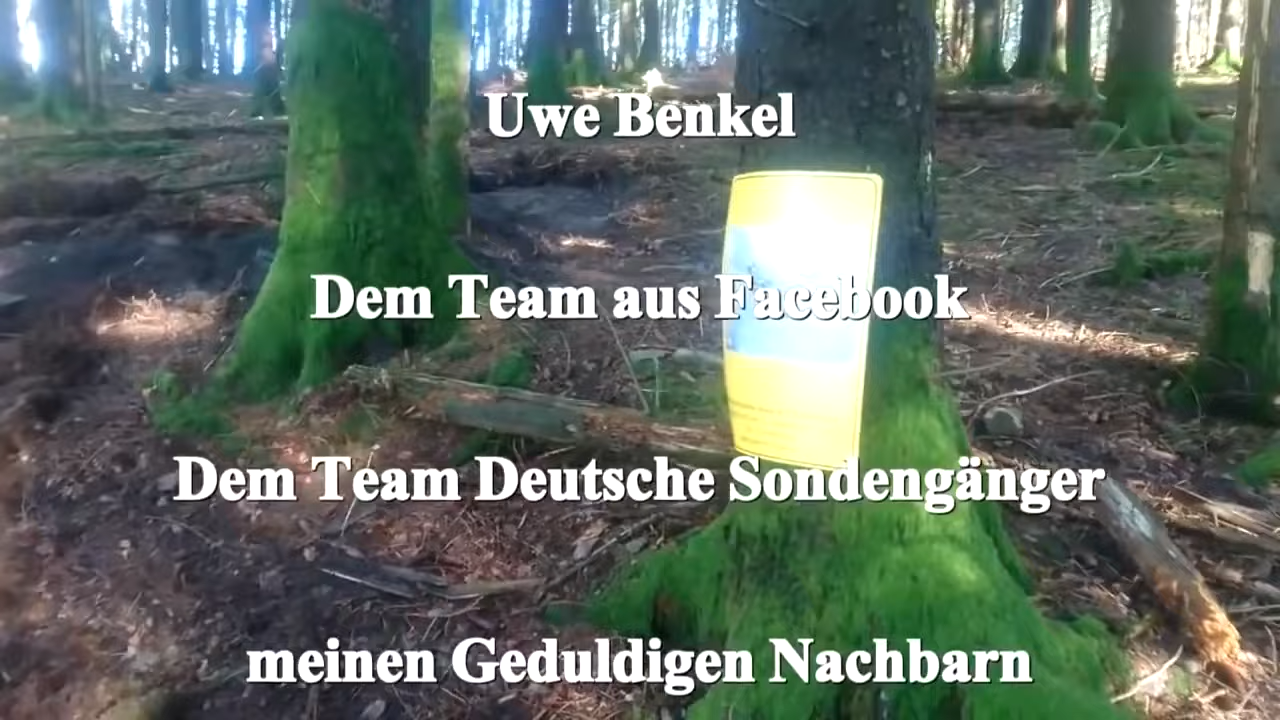 Uwe Benkel
Dem Team aus Facebook
Dem Team Deutsche Sondengänger
meinen Geduldigen Nachbarn